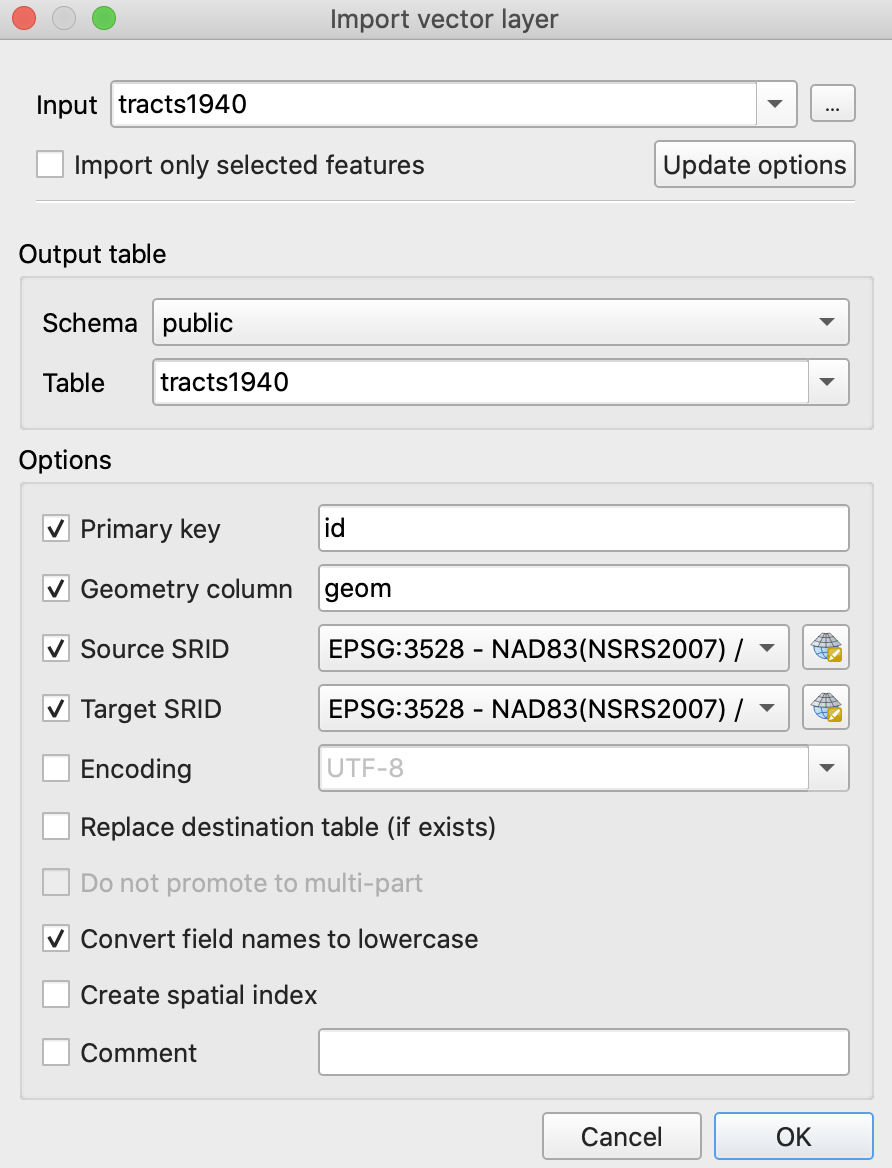 Import vector layer
Input tracts1940 ...
Import only selected features Update options
Output table
Schema public
Table tracts1940
Options
Primary key id
Geometry column geom
Source SRID EPSG:3528 - NAD83(NSRS2007) /
Target SRID EPSG:3528 - NAD83(NSRS2007) /
Encoding UTF-8
Replace destination table (if exists)
Do not promote to multi-part
Convert field names to lowercase
Create spatial index
Comment
Cancel OK